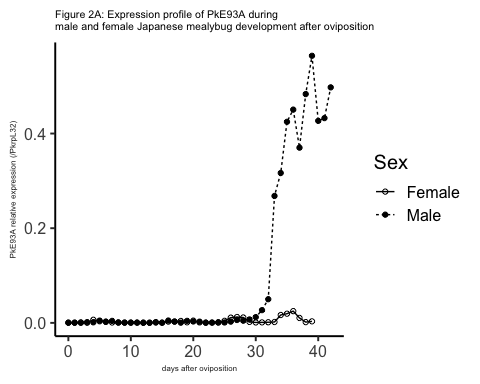 Figure 2A: Expression profile of PkE93A during
male and female Japanese mealybug development after oviposition
PkE93A relative expression (/PkrpL32)
0.4
0.2
0.0
0
10
20
30
40
days after oviposition
Sex
Female
Male